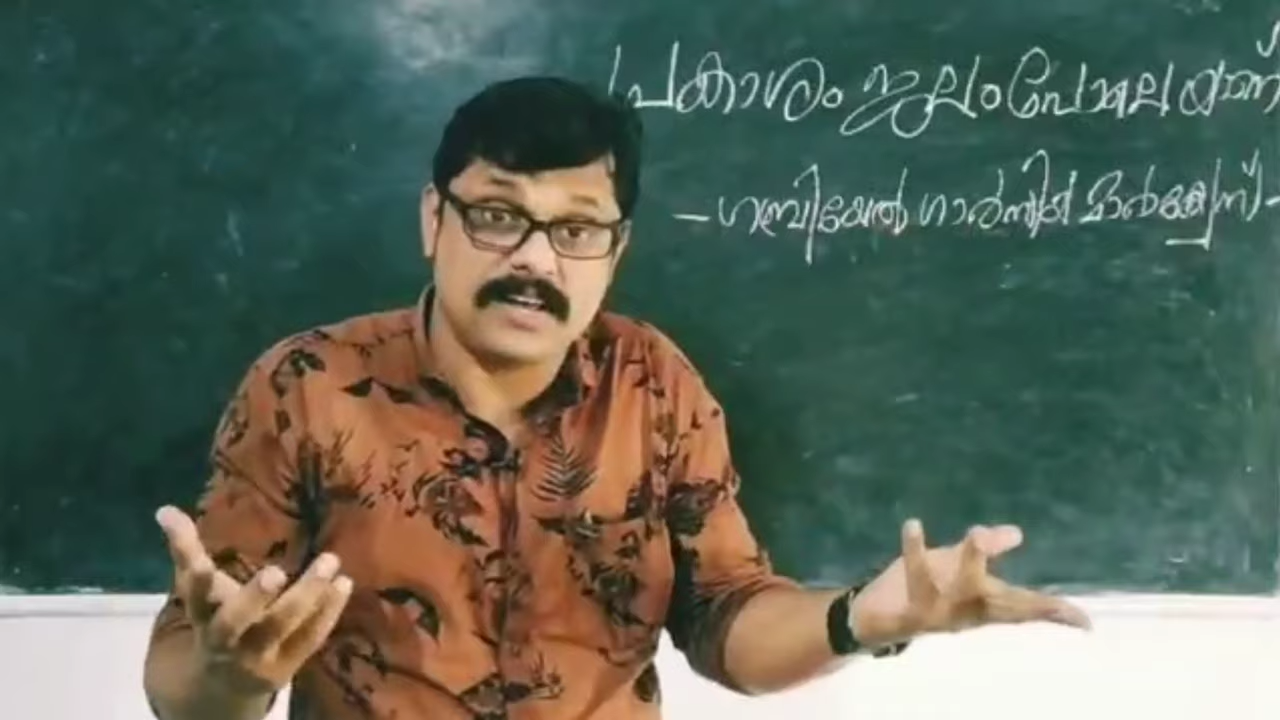 പ്രകാശം ജലം പോലെയാണ്
- ഗബ്രിയേൽ ഗാർസിയ മാർക്കേസ് -